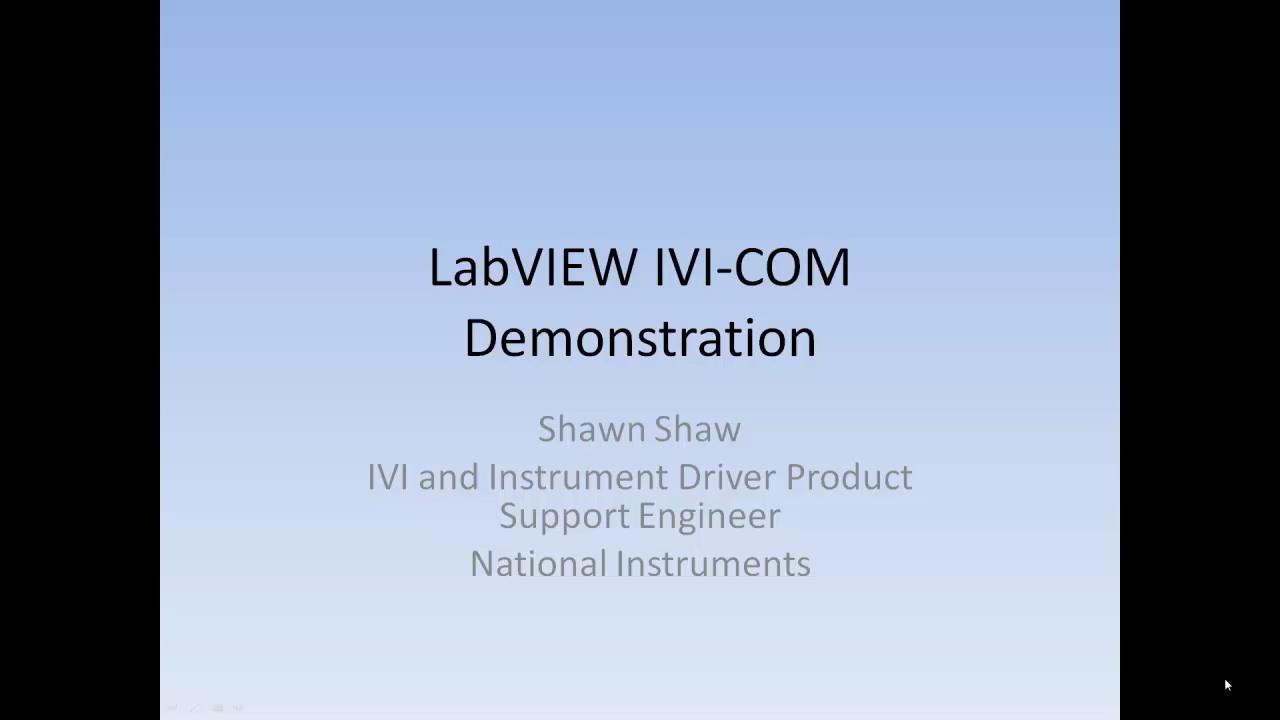 LabVIEW IVI-COM
Demonstration
Shawn Shaw
IVI and Instrument Driver Product
Support Engineer
National Instruments